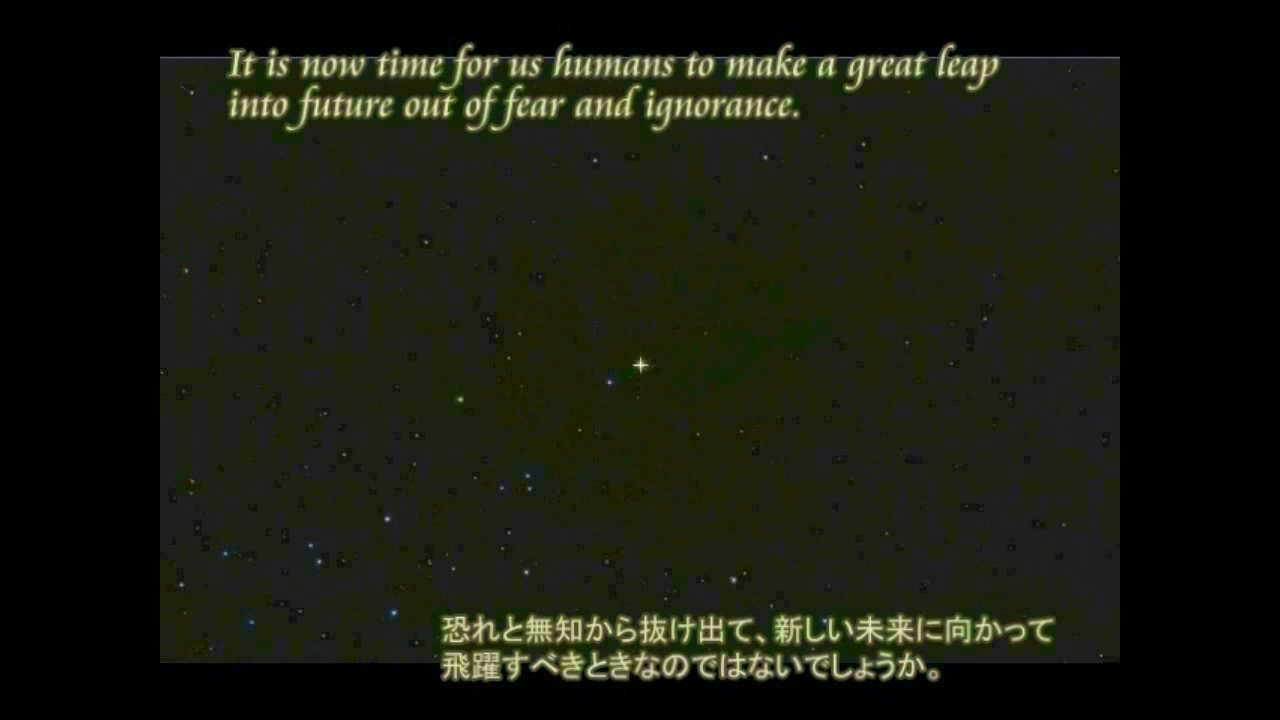 It is now time for us humans to make a great leap
into future out of fear and ignorance.
恐れと無知から抜け出て、新しい未来に向かって
飛躍すべきときなのではないでしょうか。